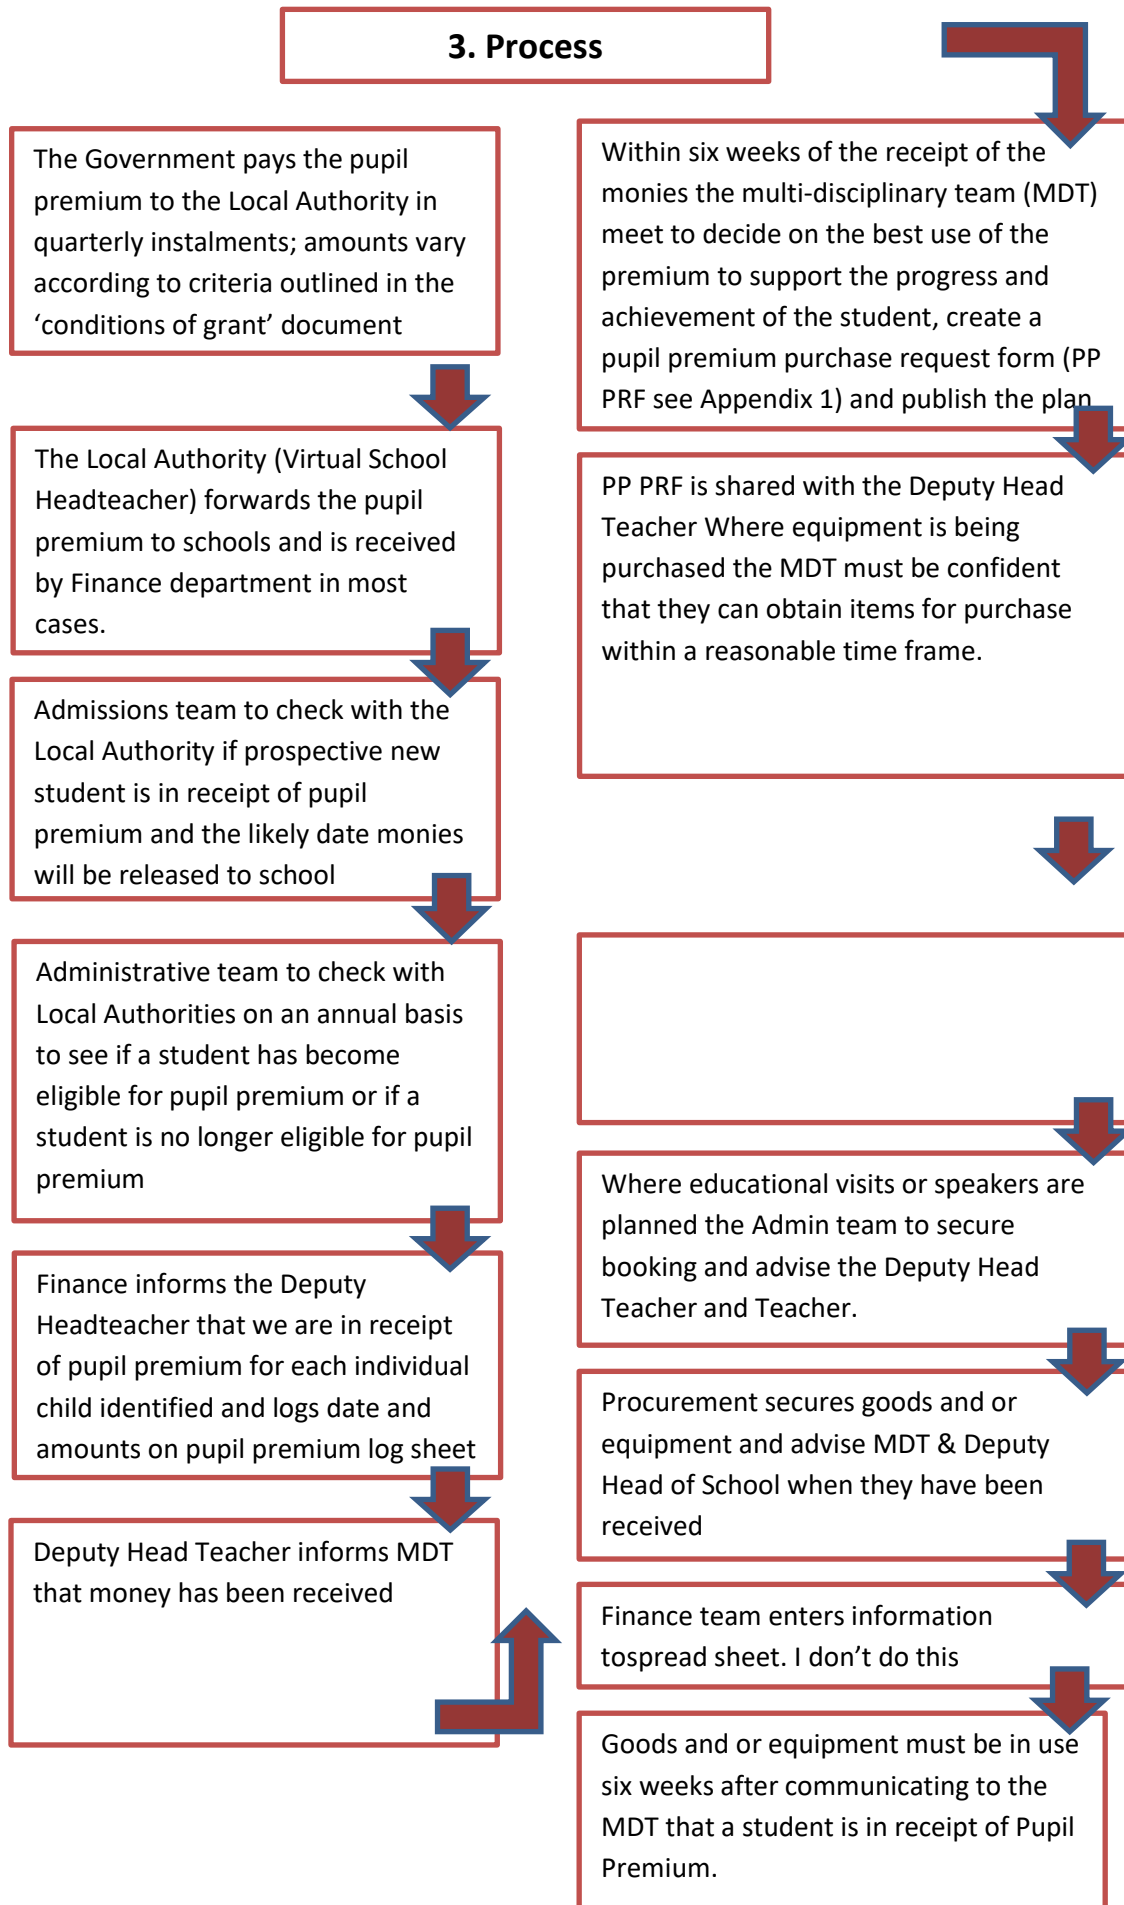 3. Process
The Government pays the pupil
premium to the Local Authority in
quarterly instalments; amounts vary
according to criteria outlined in the
‘conditions of grant’ document
The Local Authority (Virtual School
Headteacher) forwards the pupil
premium to schools and is received
by Finance department in most
cases.
Admissions team to check with the
Local Authority if prospective new
student is in receipt of pupil
premium and the likely date monies
will be released to school
Administrative team to check with
Local Authorities on an annual basis
to see if a student has become
eligible for pupil premium or if a
student is no longer eligible for pupil
premium
Finance informs the Deputy
Headteacher that we are in receipt
of pupil premium for each individual
child identified and logs date and
amounts on pupil premium log sheet
Deputy Head Teacher informs MDT
that money has been received
Within six weeks of the receipt of the
monies the multi-disciplinary team (MDT)
meet to decide on the best use of the
premium to support the progress and
achievement of the student, create a
pupil premium purchase request form (PP
PRF see Appendix 1) and publish the plan
PP PRF is shared with the Deputy Head
Teacher Where equipment is being
purchased the MDT must be confident
that they can obtain items for purchase
within a reasonable time frame.
Where educational visits or speakers are
planned the Admin team to secure
booking and advise the Deputy Head
Teacher and Teacher.
Procurement secures goods and or
equipment and advise MDT & Deputy
Head of School when they have been
received
Finance team enters information
tospread sheet. I don’t do this
Goods and or equipment must be in use
six weeks after communicating to the
MDT that a student is in receipt of Pupil
Premium.